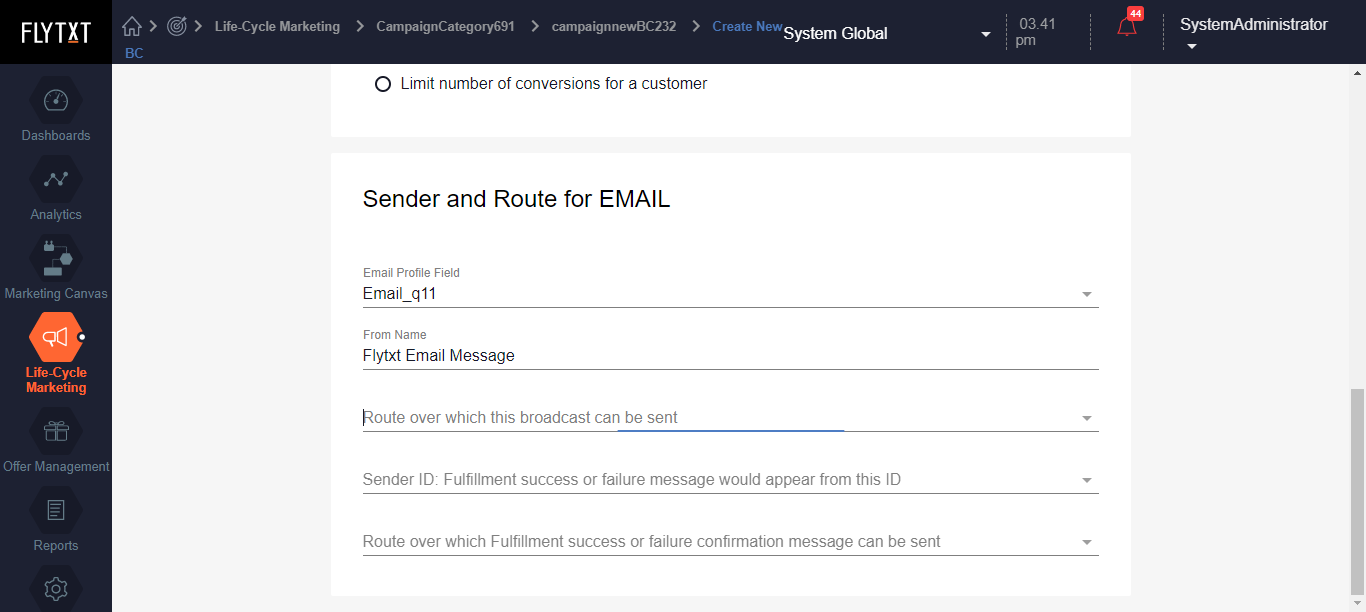 FLYTXT
Life-Cycle Marketing
CampaignCategory691
campaignnewBC232
Create New BC
System Global
03.41 pm
44
SystemAdministrator
Dashboards
Analytics
Marketing Canvas
Life-Cycle
Marketing
Offer Management
Reports
Limit number of conversions for a customer
Sender and Route for EMAIL
Email Profile Field
Email_q11
From Name
Flytxt Email Message
Route over which this broadcast can be sent
Sender ID: Fulfillment success or failure message would appear from this ID
Route over which Fulfillment success or failure confirmation message can be sent